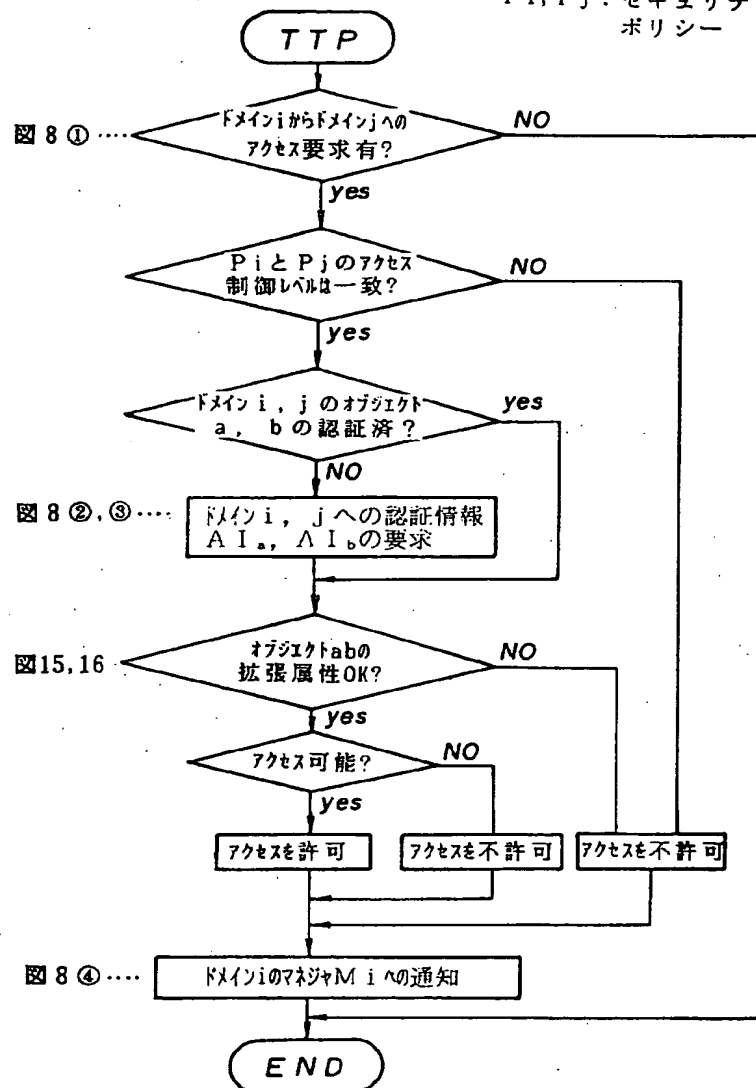 Pi,Pj:セキュリテ
ポリシー
TTP
図8①‥‥
ドメインiからドメインjへの
アクセス要求有?
NO
yes
PiとPjのアクセス
制御レベルは一致?
NO
yes
ドメインi,jのオブジェクト
a,bの認証済?
yes
NO
図8②,③‥‥
ドメインi,jへの認証情報
AIa,AIbの要求
図15,16
オブジェクトabの
拡張属性OK?
NO
yes
アクセス可能?
NO
yes
アクセスを許可
アクセスを不許可
アクセスを不許可
図8④‥‥
ドメインiのマネジャMiへの通知
END